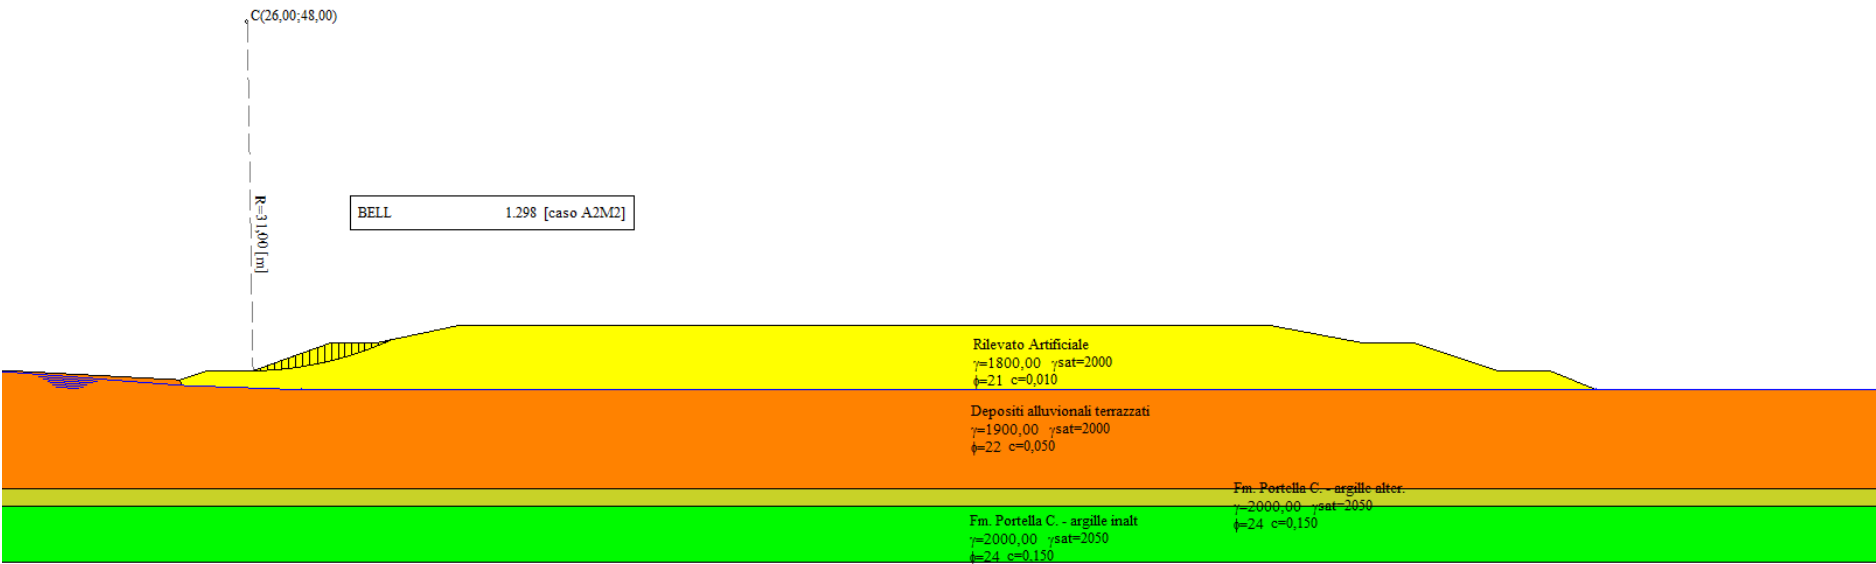 C(26,00;48,00)
R=31,00 [m]
BELL 1.298 [caso A2M2]
Rilevato Artificiale
γ=1800,00 γsat=2000
ϕ=21 c=0,010
Depositi alluvionali terrazzati
γ=1900,00 γsat=2000
ϕ=22 c=0,050
Fm. Portella C. - argille alter.
γ=2000,00 γsat=2050
ϕ=24 c=0,150
Fm. Portella C. - argille inalt
γ=2000,00 γsat=2050
ϕ=24 c=0,150